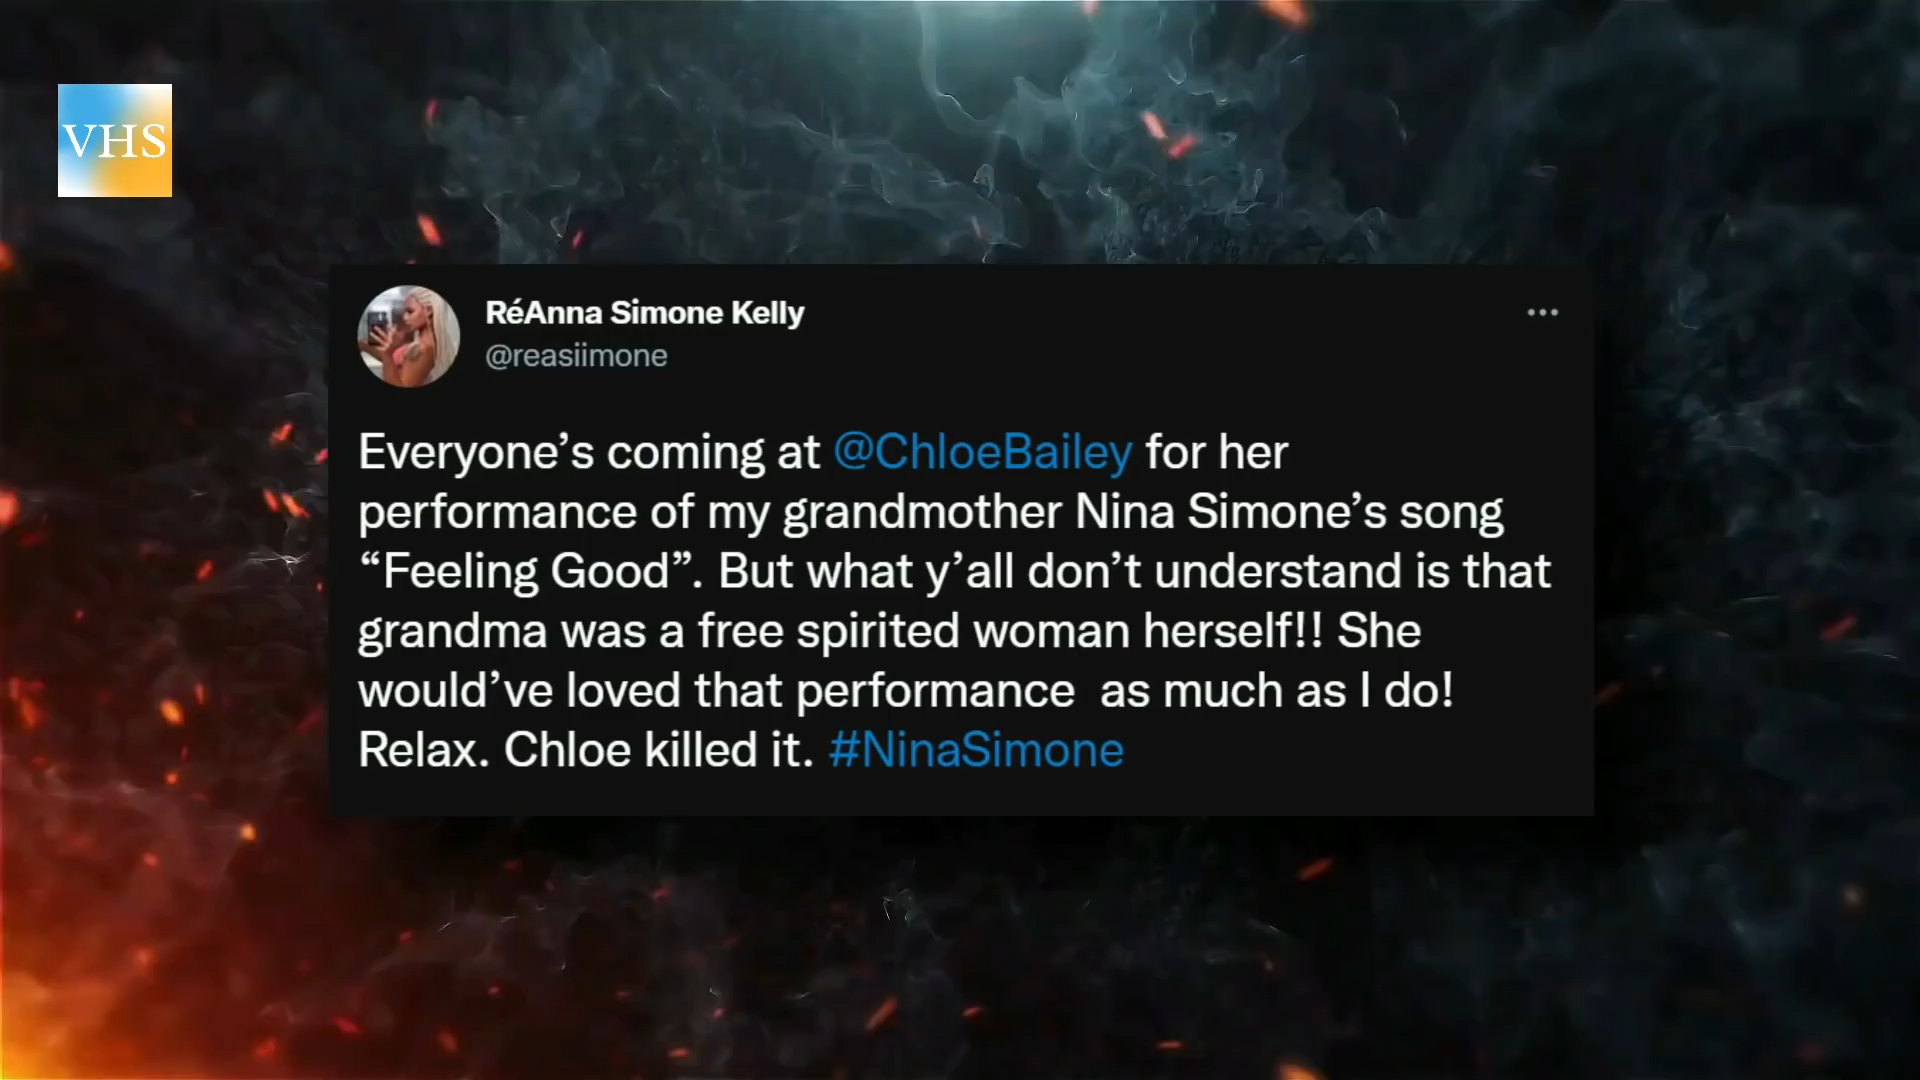 VHS
RéAnna Simone Kelly
@reasiimone
Everyone’s coming at @ChloeBailey for her
performance of my grandmother Nina Simone’s song
“Feeling Good”. But what y’all don’t understand is that
grandma was a free spirited woman herself!! She
would’ve loved that performance  as much as I do!
Relax. Chloe killed it. #NinaSimone